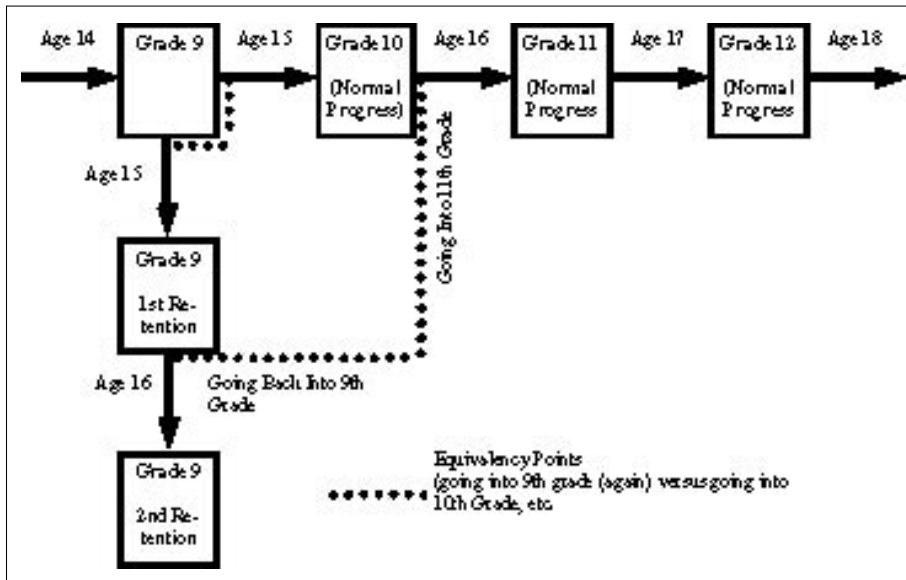 Age 14
Grade 9
Age 15
Grade 10
(Normal
Progress)
Age 16
Grade 11
(Normal
Progress
Age 17
Grade 12
(Normal
Progress
Age 18
Age 15
Going Into 11th Grade
Grade 9
1st Re-
tention
Age 16
Going Back Into 9th
Grade
Grade 9
2nd Re-
tention
Equivalency Points
(going into 9th grade (again) versus going into
10th Grade, etc.